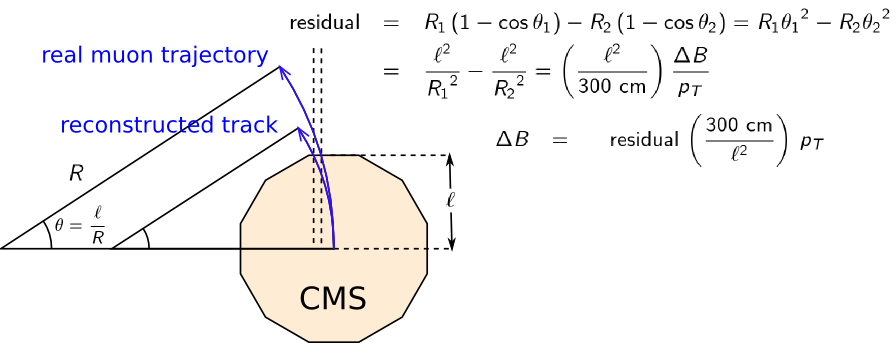 residual = R₁ (1 − cos θ₁) − R₂ (1 − cos θ₂) = R₁θ₁² − R₂θ₂²
= ℓ²/R₁² − ℓ²/R₂² = (ℓ²/300 cm) ΔB/p_T
ΔB = residual (300 cm/ℓ²) p_T
real muon trajectory
reconstructed track
R
θ = ℓ/R
ℓ
CMS